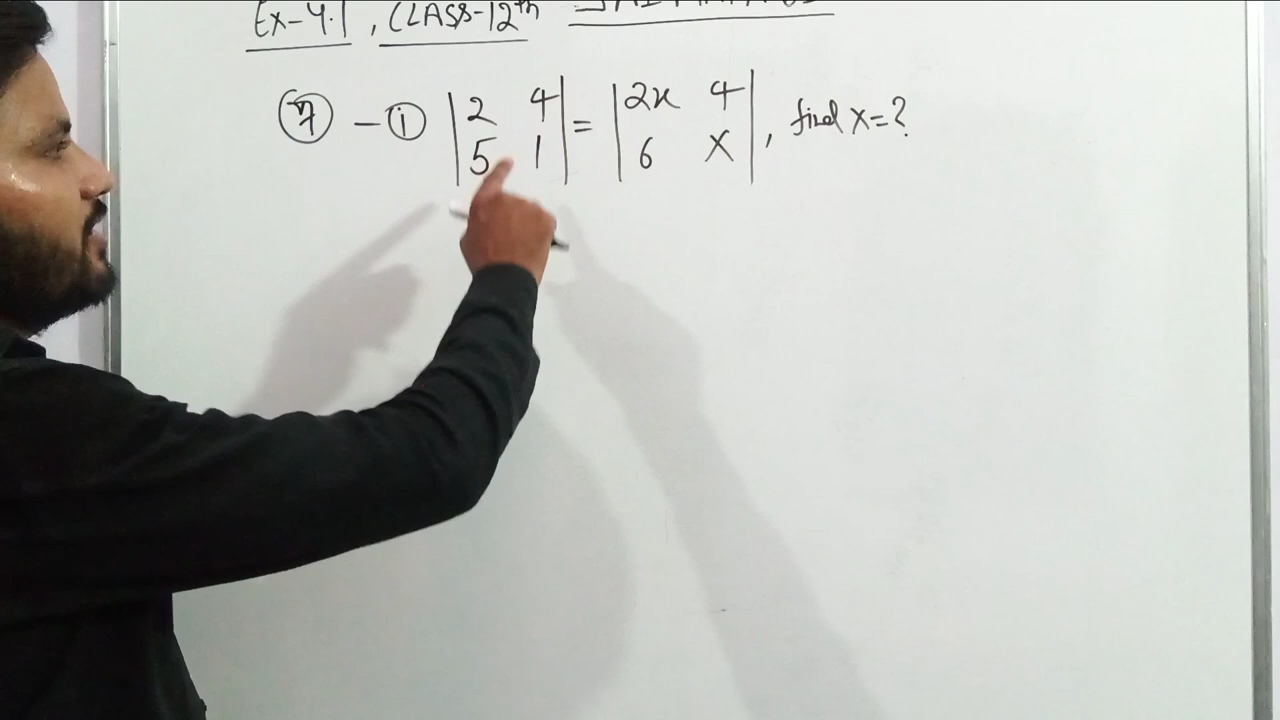 Ex-4.1, CLASS-12th
7 - i | 2 4 | = | 2x 4 |, find x=?
| 5 1 | | 6 x |